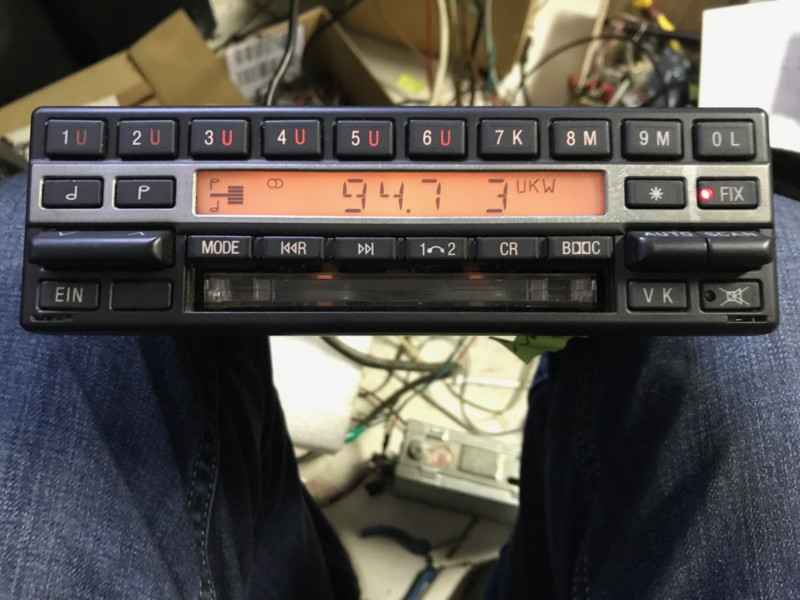 1U 2U 3U 4U 5U 6U 7K 8M 9M 0L
94.7 3 UKW
FIX
AUTO SCAN
MODE R 1 2 CR B C
EIN VK